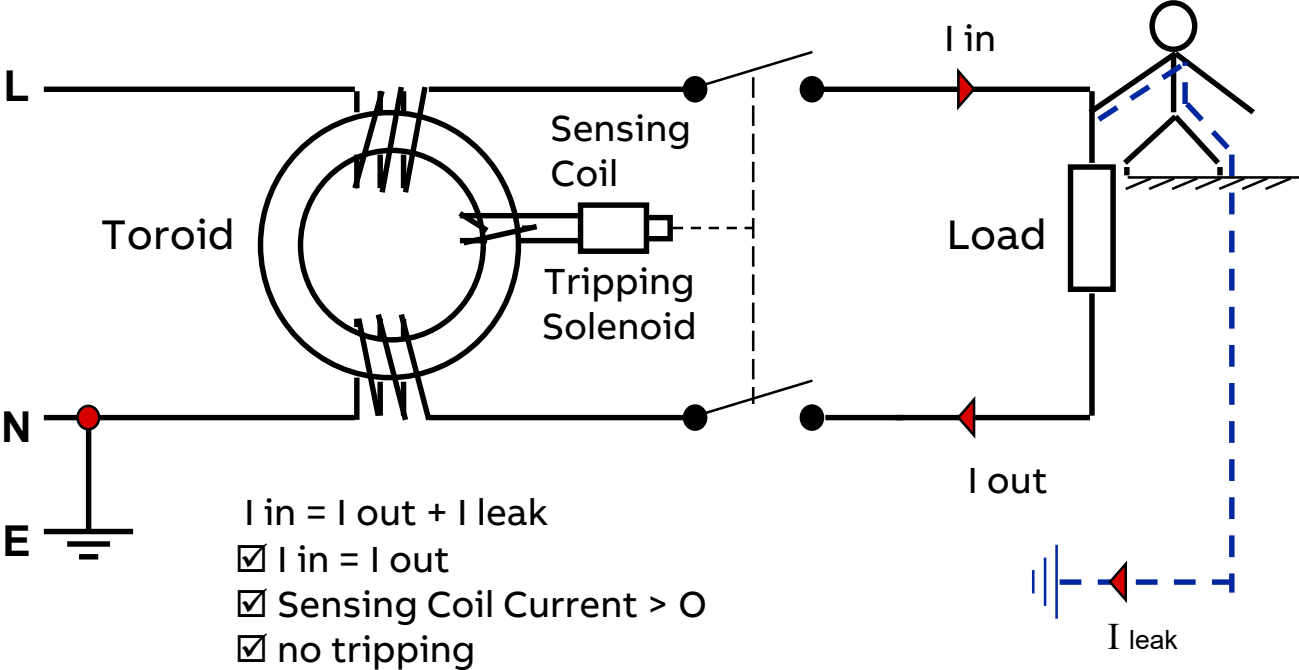 I in
L
Sensing
Coil
Toroid
Load
Tripping
Solenoid
N
I out
I in = I out + I leak
E
☑ I in = I out
☑ Sensing Coil Current > O
☑ no tripping
I leak